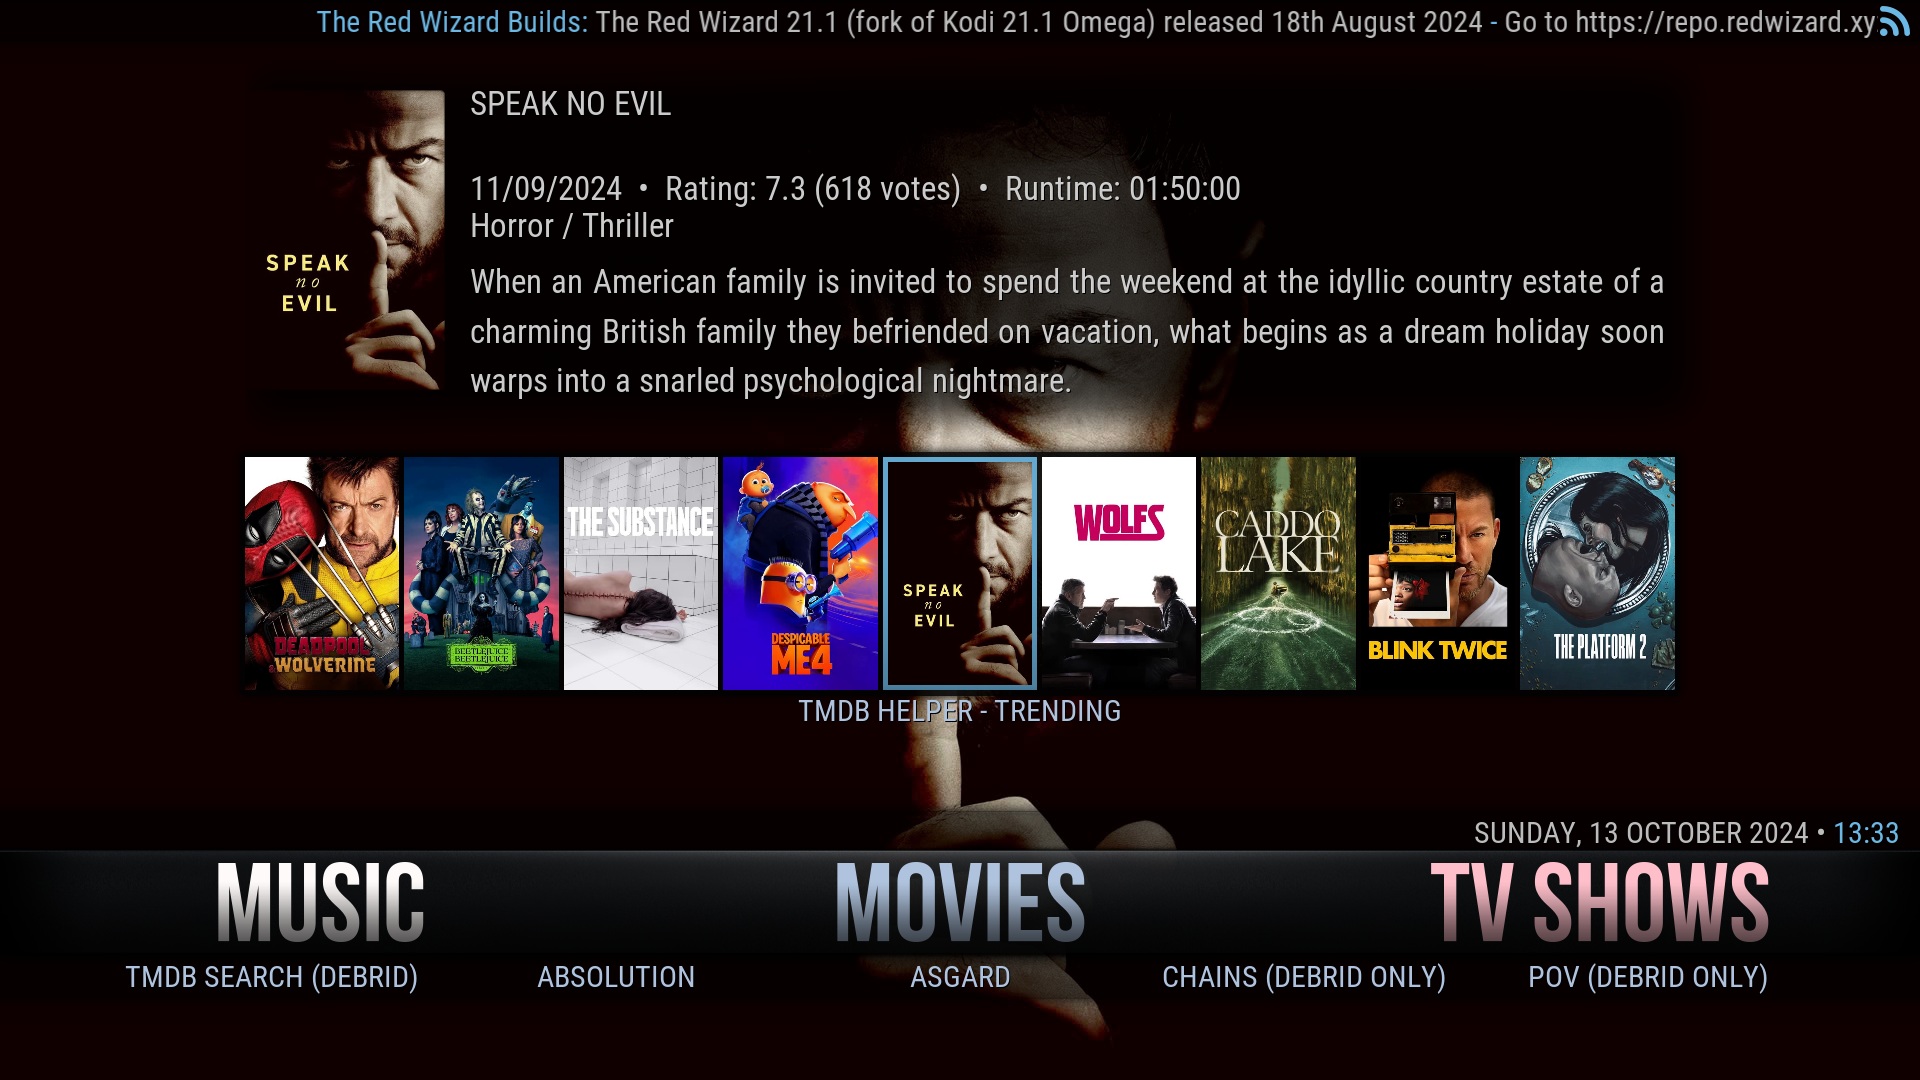 The Red Wizard Builds: The Red Wizard 21.1 (fork of Kodi 21.1 Omega) released 18th August 2024 - Go to https://repo.redwizard.xy
SPEAK NO EVIL
11/09/2024 • Rating: 7.3 (618 votes) • Runtime: 01:50:00
Horror / Thriller
When an American family is invited to spend the weekend at the idyllic country estate of a
charming British family they befriended on vacation, what begins as a dream holiday soon
warps into a snarled psychological nightmare.
SPEAK
no
EVIL
DEADPOOL
& WOLVERINE
BEETLEJUICE
BEETLEJUICE
THE SUBSTANCE
DESPICABLE
ME4
SPEAK
no
EVIL
WOLFS
CADDO
LAKE
BLINK TWICE
THE PLATFORM 2
TMDB HELPER - TRENDING
SUNDAY, 13 OCTOBER 2024 • 13:33
MUSIC
MOVIES
TV SHOWS
TMDB SEARCH (DEBRID)
ABSOLUTION
ASGARD
CHAINS (DEBRID ONLY)
POV (DEBRID ONLY)